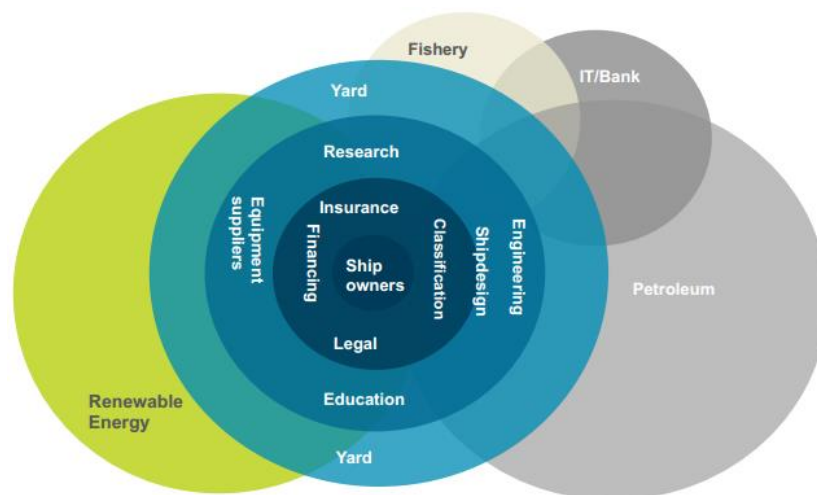 Fishery
IT/Bank
Yard
Research
Insurance
Equipment
suppliers
Financing
Ship
owners
Classification
Shipdesign
Engineering
Petroleum
Legal
Education
Renewable
Energy
Yard